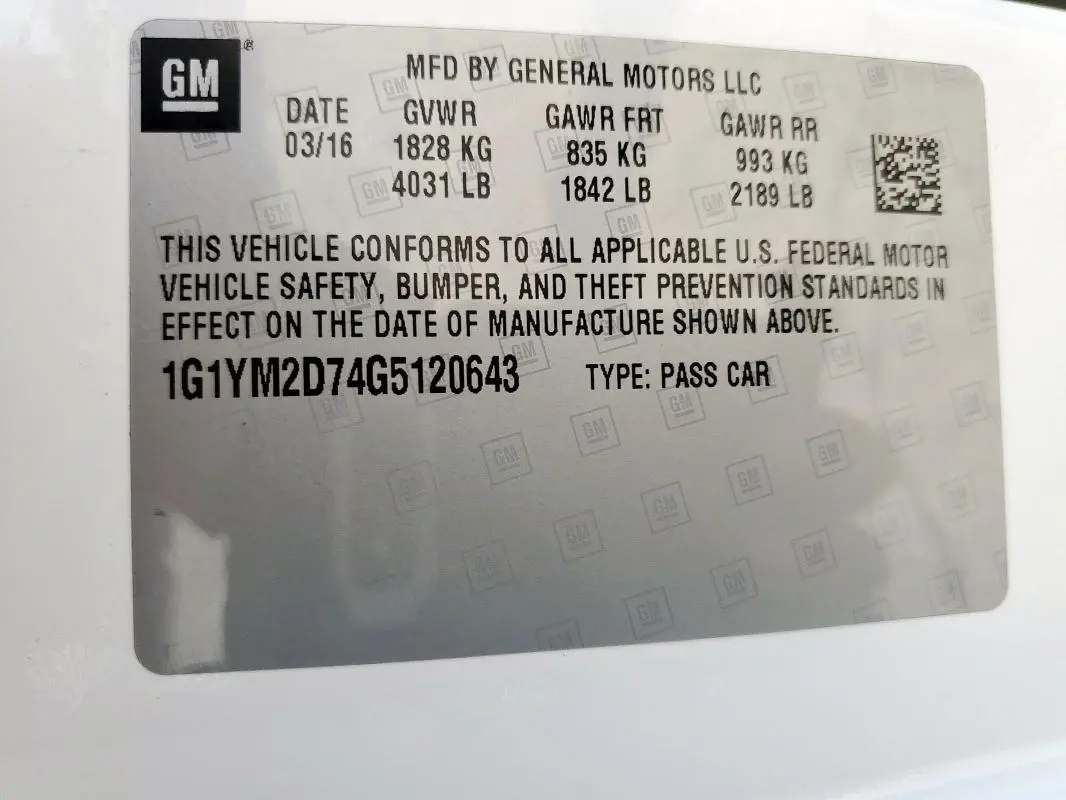 GM
MFD BY GENERAL MOTORS LLC
DATE GVWR GAWR FRT GAWR RR
03/16 1828 KG 835 KG 993 KG
4031 LB 1842 LB 2189 LB
THIS VEHICLE CONFORMS TO ALL APPLICABLE U.S. FEDERAL MOTOR
VEHICLE SAFETY, BUMPER, AND THEFT PREVENTION STANDARDS IN
EFFECT ON THE DATE OF MANUFACTURE SHOWN ABOVE.
1G1YM2D74G5120643 TYPE: PASS CAR